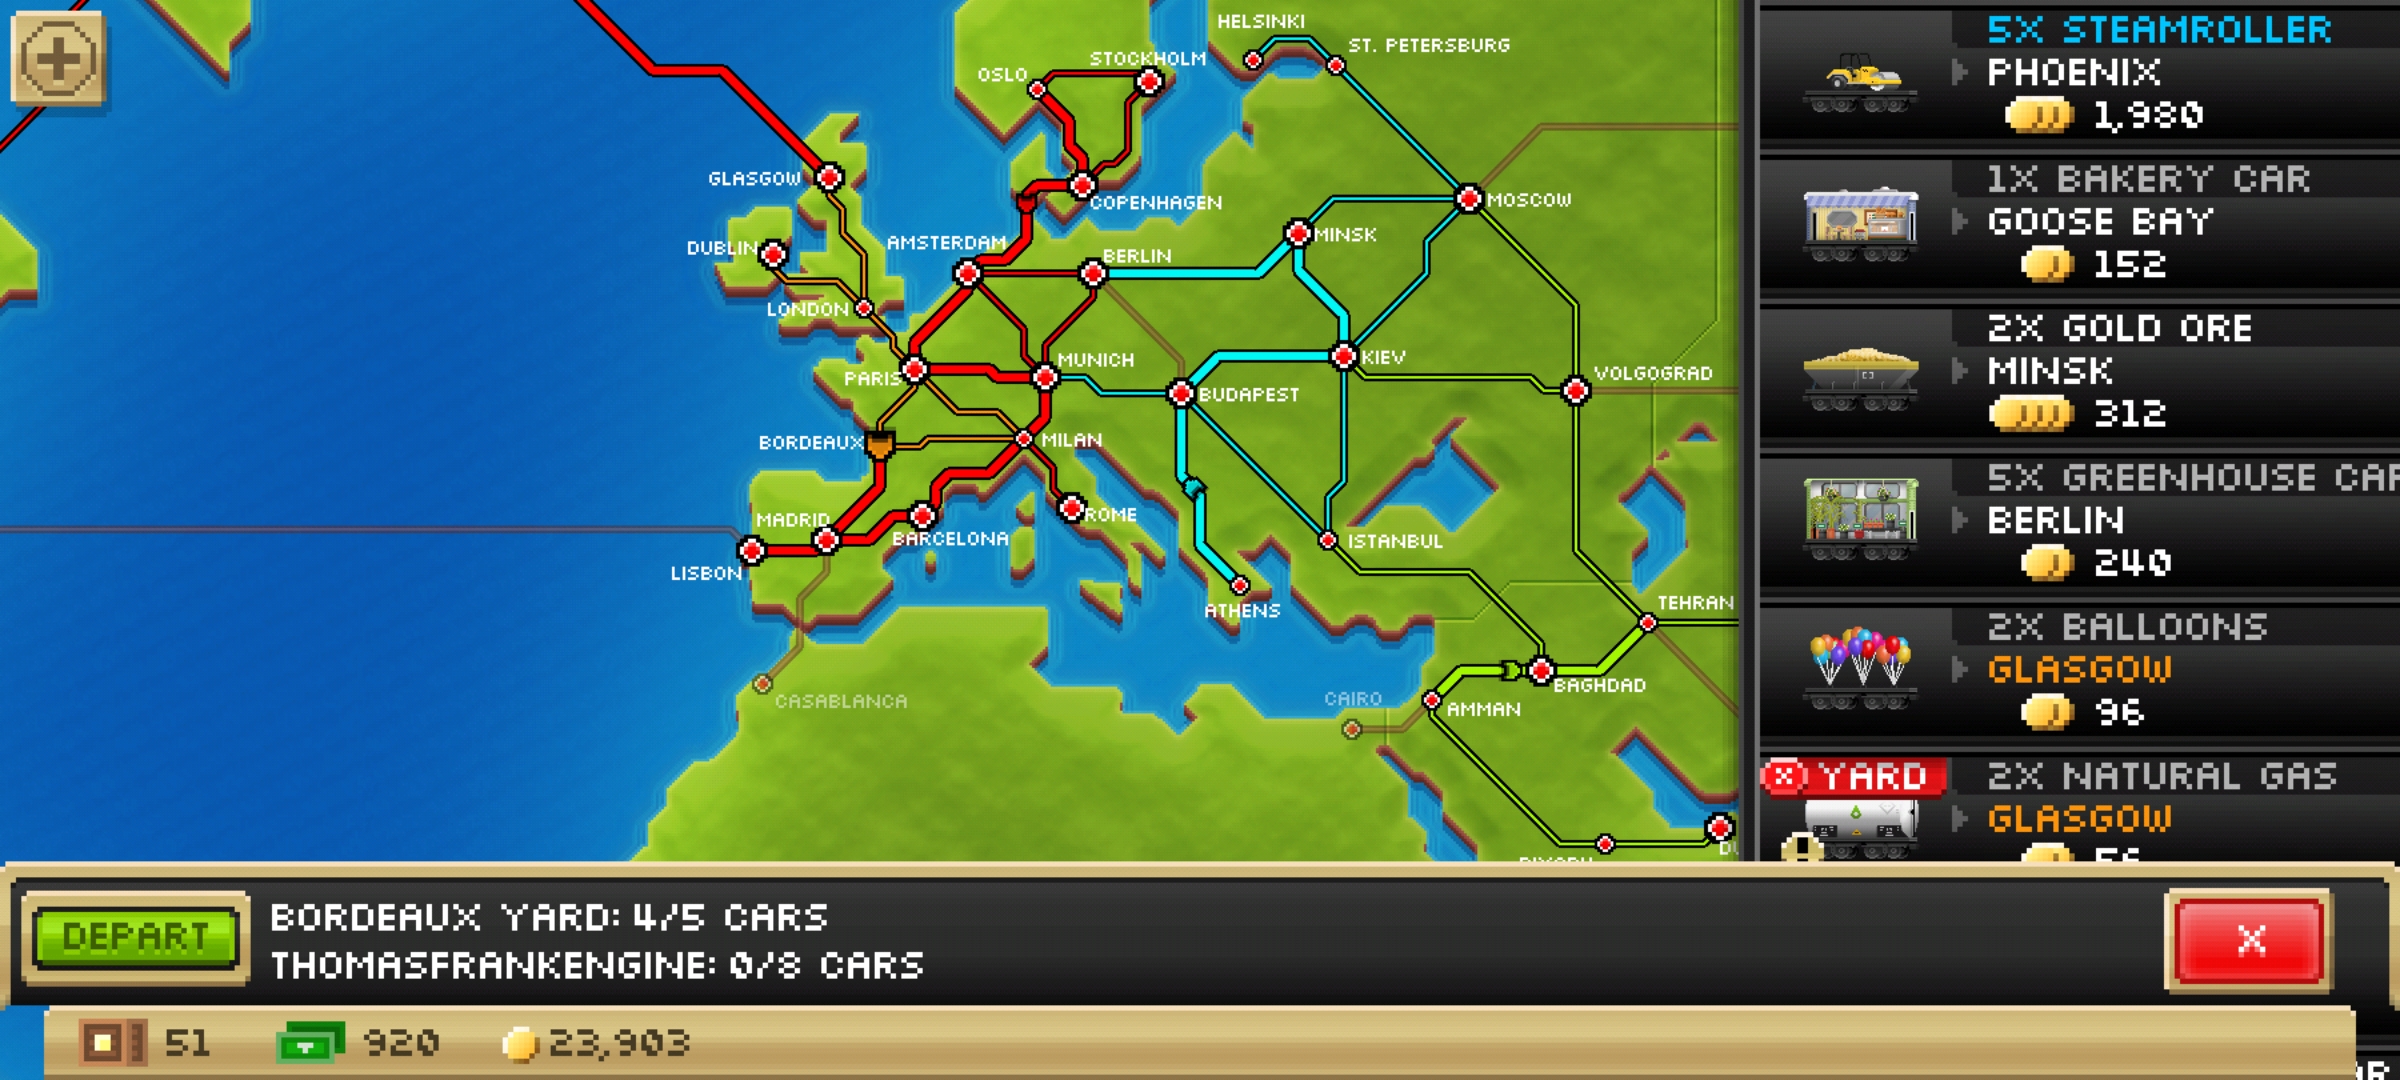 HELSINKI
ST. PETERSBURG
STOCKHOLM
OSLO
GLASGOW
COPENHAGEN
MOSCOW
DUBLIN
AMSTERDAM
BERLIN
MINSK
LONDON
PARIS
MUNICH
KIEV
VOLGOGRAD
BUDAPEST
BORDEAUX
MILAN
MADRID
BARCELONA
ROME
ISTANBUL
LISBON
ATHENS
TEHRAN
CASABLANCA
CAIRO
AMMAN
BAGHDAD
5X STEAMROLLER
PHOENIX
1,980
1X BAKERY CAR
GOOSE BAY
152
2X GOLD ORE
MINSK
312
5X GREENHOUSE CAR
BERLIN
240
2X BALLOONS
GLASGOW
96
YARD
2X NATURAL GAS
GLASGOW
56
DEPART
BORDEAUX YARD: 4/5 CARS
THOMASFRANKENGINE: 0/8 CARS
X
51
920
23,903